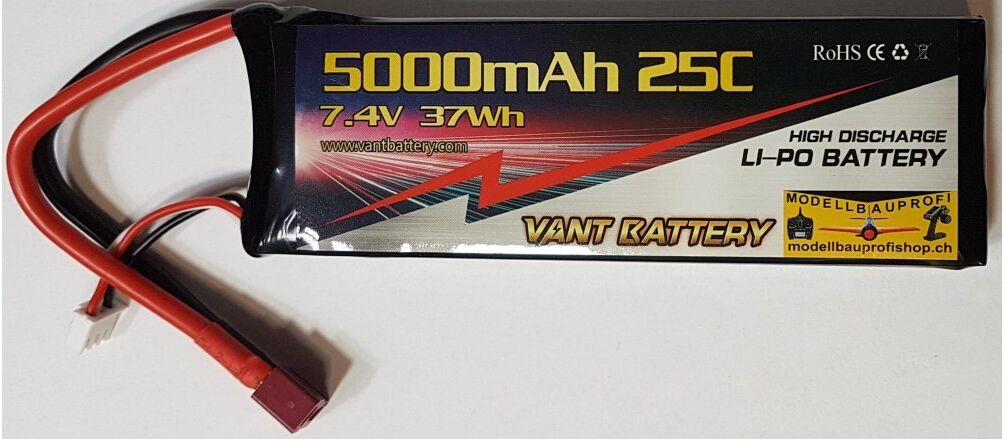 5000mAh 25C
7.4V 37Wh
www.vantbattery.com
RoHS CE
HIGH DISCHARGE
LI-PO BATTERY
VANT BATTERY
MODELLBAUPROFI
modellbauprofishop.ch